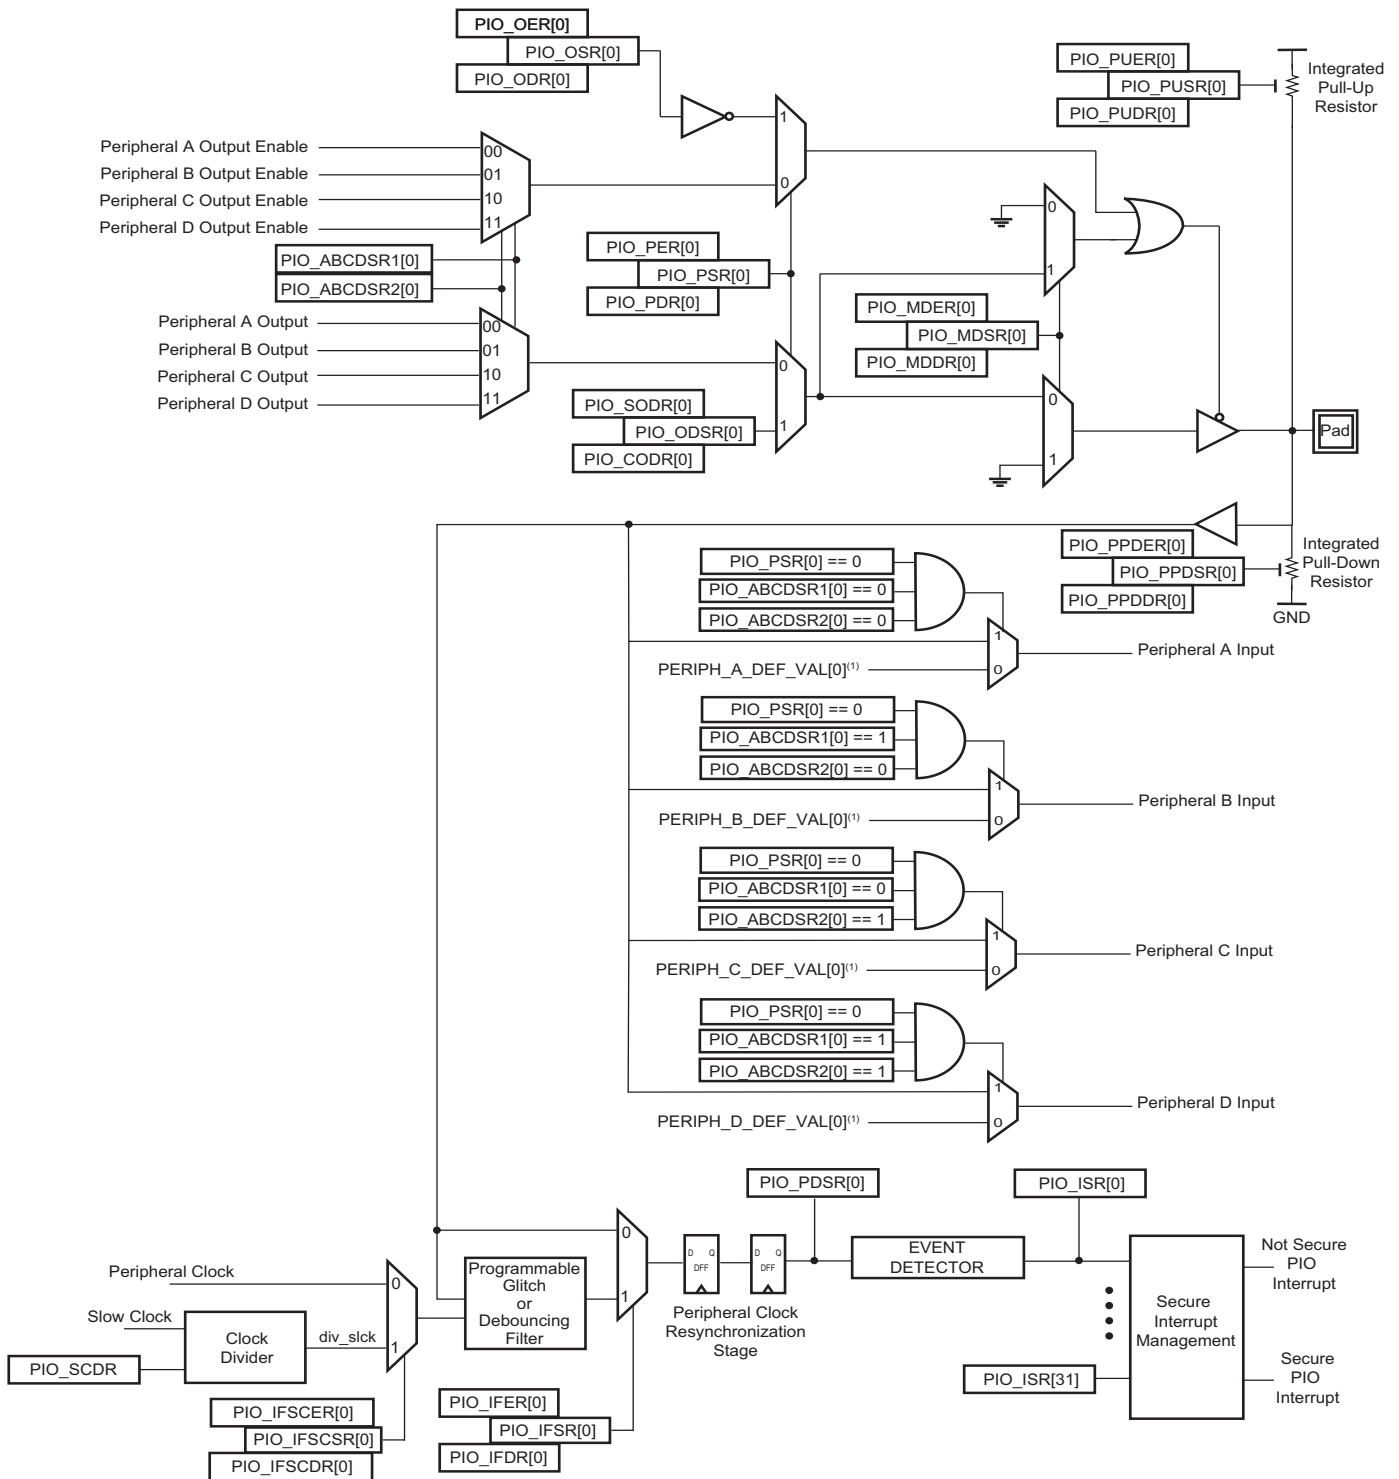 PIO_OER[0]
PIO_OSR[0]
PIO_ODR[0]
PIO_PUER[0]
PIO_PUSR[0]
PIO_PUDR[0]
Integrated
Pull-Up
Resistor
1
0
Peripheral A Output Enable
Peripheral B Output Enable
Peripheral C Output Enable
Peripheral D Output Enable
00
01
10
11
PIO_ABCDSR1[0]
PIO_ABCDSR2[0]
PIO_PER[0]
PIO_PSR[0]
PIO_PDR[0]
0
1
PIO_MDER[0]
PIO_MDSR[0]
PIO_MDDR[0]
Peripheral A Output
Peripheral B Output
Peripheral C Output
Peripheral D Output
00
01
10
11
PIO_SODR[0]
PIO_ODSR[0]
PIO_CODR[0]
0
1
0
1
Pad
PIO_PPDER[0]
PIO_PPDSR[0]
PIO_PPDDR[0]
Integrated
Pull-Down
Resistor
GND
PIO_PSR[0] == 0
PIO_ABCDSR1[0] == 0
PIO_ABCDSR2[0] == 0
1
0
PERIPH_A_DEF_VAL[0](1)
Peripheral A Input
PIO_PSR[0] == 0
PIO_ABCDSR1[0] == 1
PIO_ABCDSR2[0] == 0
1
0
PERIPH_B_DEF_VAL[0](1)
Peripheral B Input
PIO_PSR[0] == 0
PIO_ABCDSR1[0] == 0
PIO_ABCDSR2[0] == 1
1
0
PERIPH_C_DEF_VAL[0](1)
Peripheral C Input
PIO_PSR[0] == 0
PIO_ABCDSR1[0] == 1
PIO_ABCDSR2[0] == 1
1
0
PERIPH_D_DEF_VAL[0](1)
Peripheral D Input
PIO_PDSR[0]
PIO_ISR[0]
Peripheral Clock
Slow Clock
PIO_SCDR
Clock
Divider
div_slck
0
1
PIO_IFSCER[0]
PIO_IFSCSR[0]
PIO_IFSCDR[0]
Programmable
Glitch
or
Debouncing
Filter
0
1
PIO_IFER[0]
PIO_IFSR[0]
PIO_IFDR[0]
D Q
DFF
D Q
DFF
Peripheral Clock
Resynchronization
Stage
EVENT
DETECTOR
PIO_ISR[31]
Secure
Interrupt
Management
Not Secure
PIO
Interrupt
Secure
PIO
Interrupt